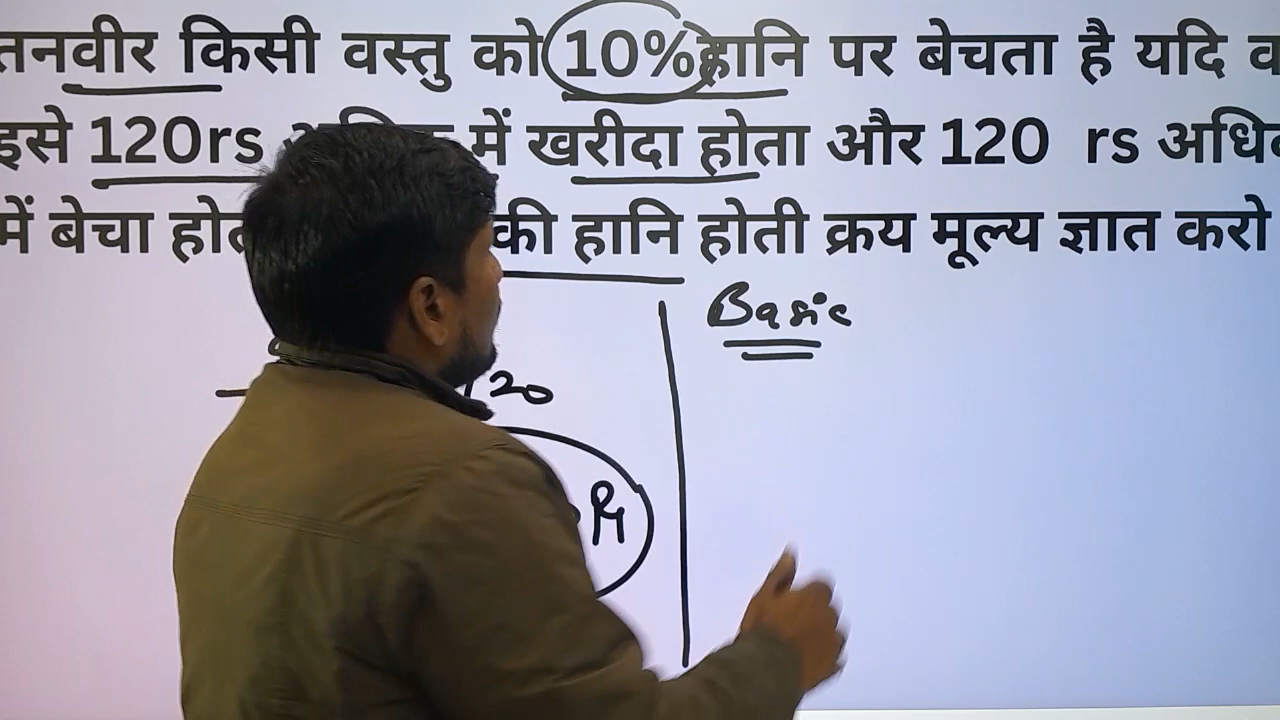 तनवीर किसी वस्तु को 10% हानि पर बेचता है यदि व
इसे 120rs में खरीदा होता और 120 rs अधि
में बेचा की हानि होती क्रय मूल्य ज्ञात करो
Basic
120